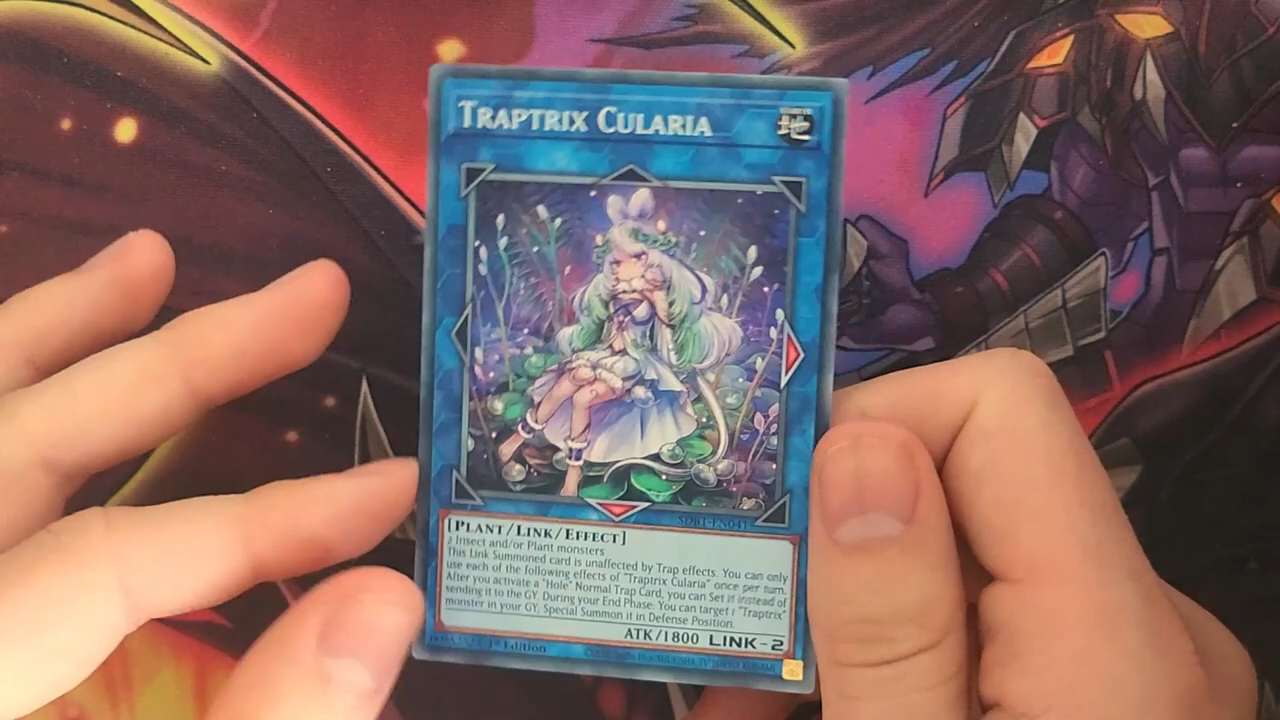 TRAPTRIX CULARIA
地
SDBT-EN041
[PLANT/LINK/EFFECT]
2 Insect and/or Plant monsters
This Link Summoned card is unaffected by Trap effects. You can only
use each of the following effects of "Traptrix Cularia" once per turn.
After you activate a "Hole" Normal Trap Card, you can Set it instead of
sending it to the GY. During your End Phase: You can target 1 "Traptrix"
monster in your GY; Special Summon it in Defense Position.
ATK/1800 LINK-2
1st Edition